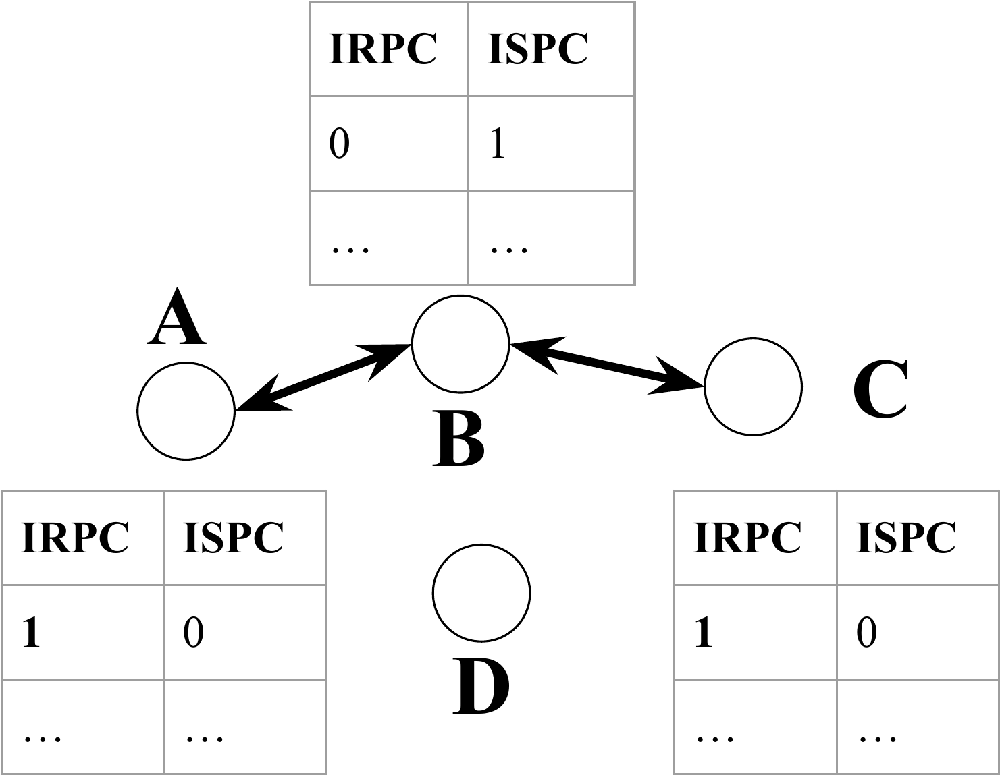 IRPC ISPC
0 1
… …
A
B
C
IRPC ISPC
1 0
… …
D
IRPC ISPC
1 0
… …